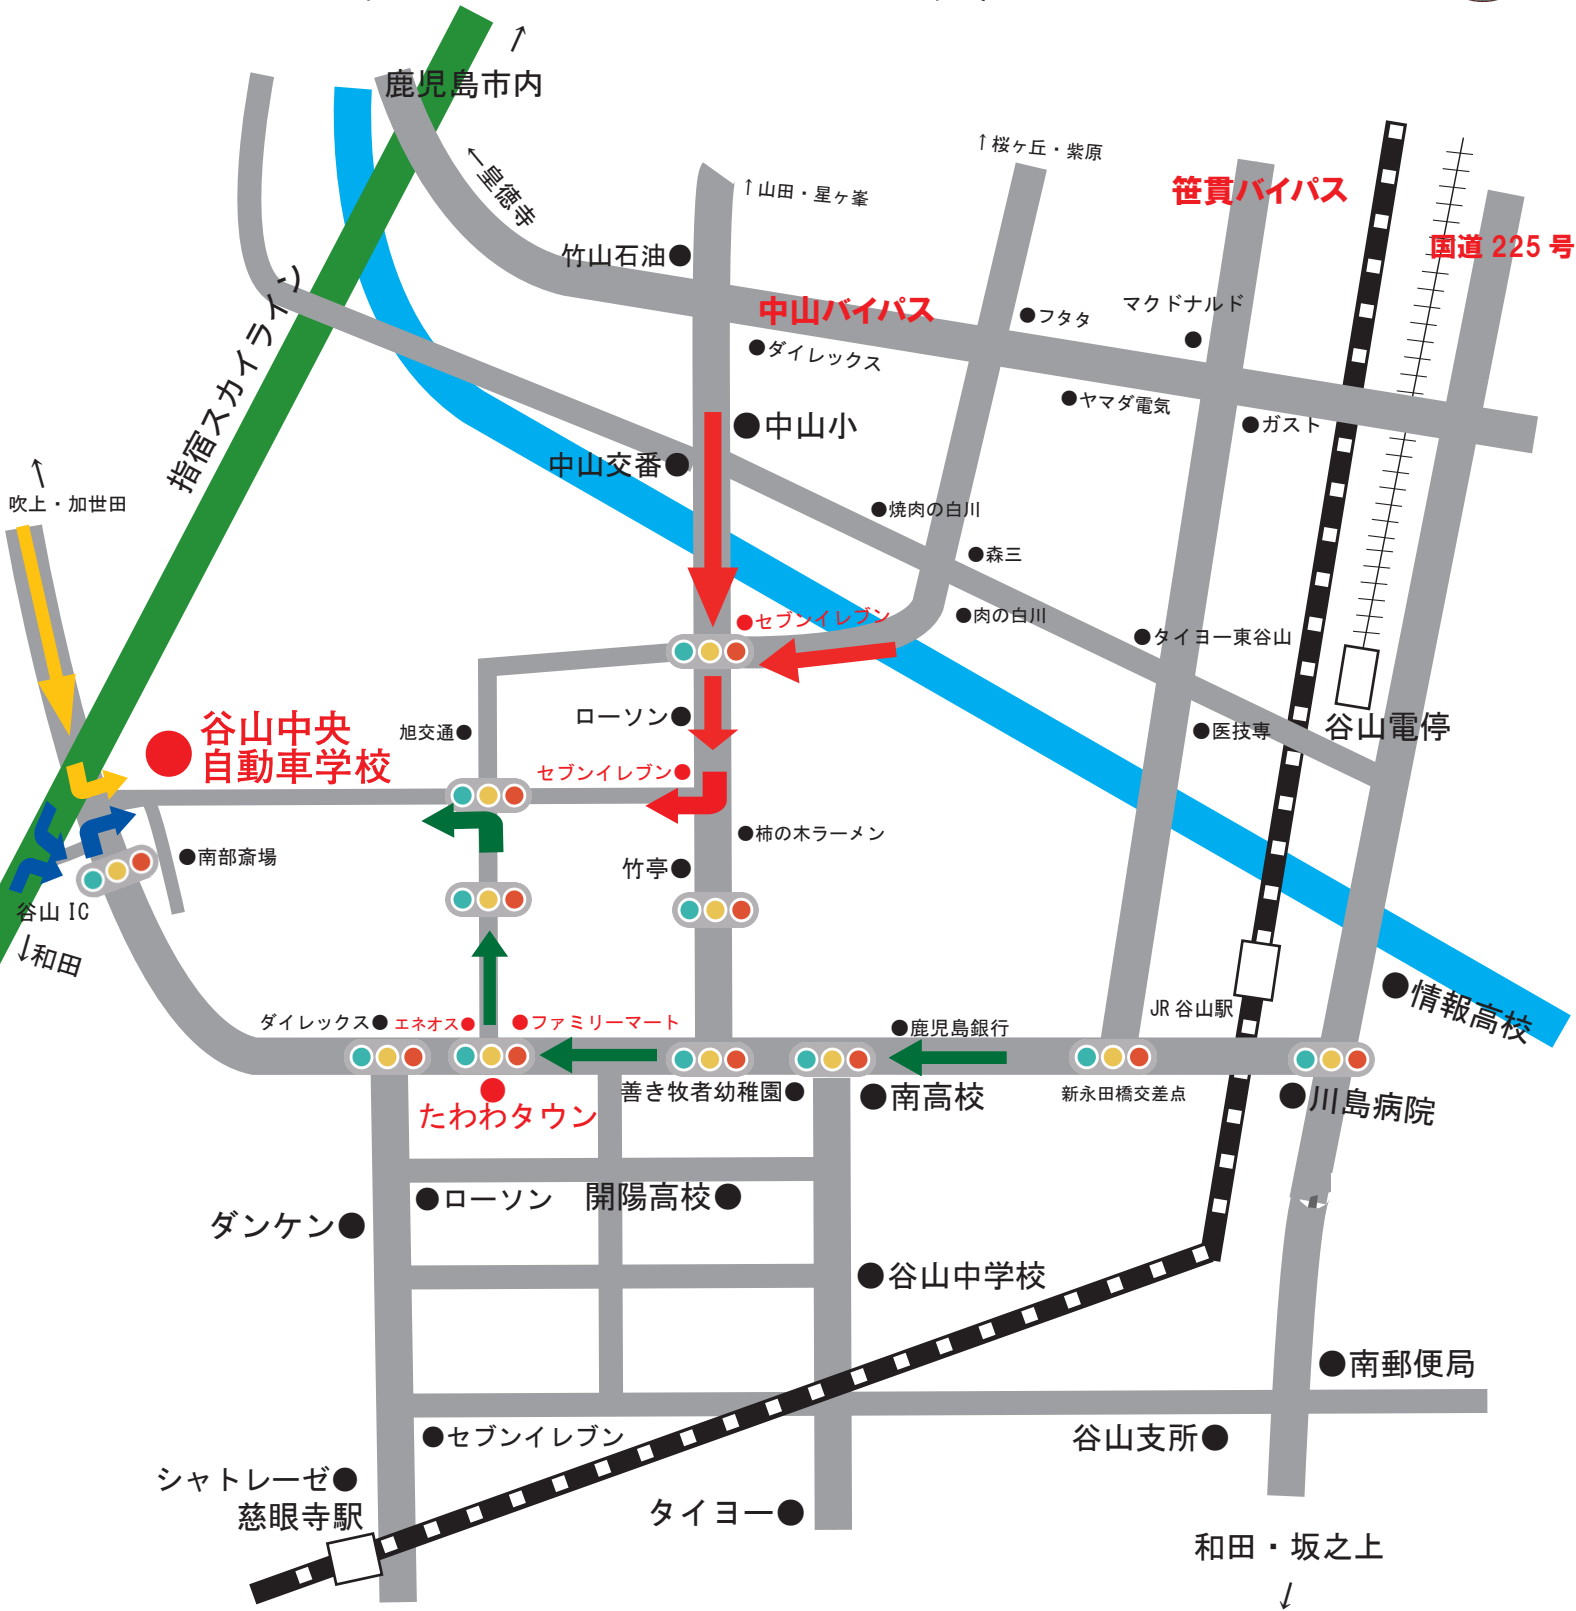 ↑
鹿児島市内
←皇徳寺
↑山田・星ヶ峯
↑桜ヶ丘・紫原
笹貫バイパス
国道 225 号
竹山石油
中山バイパス
フタタ
マクドナルド
ダイレックス
ヤマダ電気
ガスト
指宿スカイライン
中山小
中山交番
↑
吹上・加世田
焼肉の白川
森三
肉の白川
セブンイレブン
タイヨー東谷山
ローソン
旭交通
谷山中央
自動車学校
セブンイレブン
医技専
谷山電停
柿の木ラーメン
南部斎場
竹亭
谷山 IC
↓和田
情報高校
JR 谷山駅
ダイレックス
エネオス
ファミリーマート
鹿児島銀行
善き牧者幼稚園
南高校
新永田橋交差点
川島病院
たわわタウン
ローソン
開陽高校
ダンケン
谷山中学校
南郵便局
セブンイレブン
谷山支所
シャトレーゼ
慈眼寺駅
タイヨー
和田・坂之上
↓